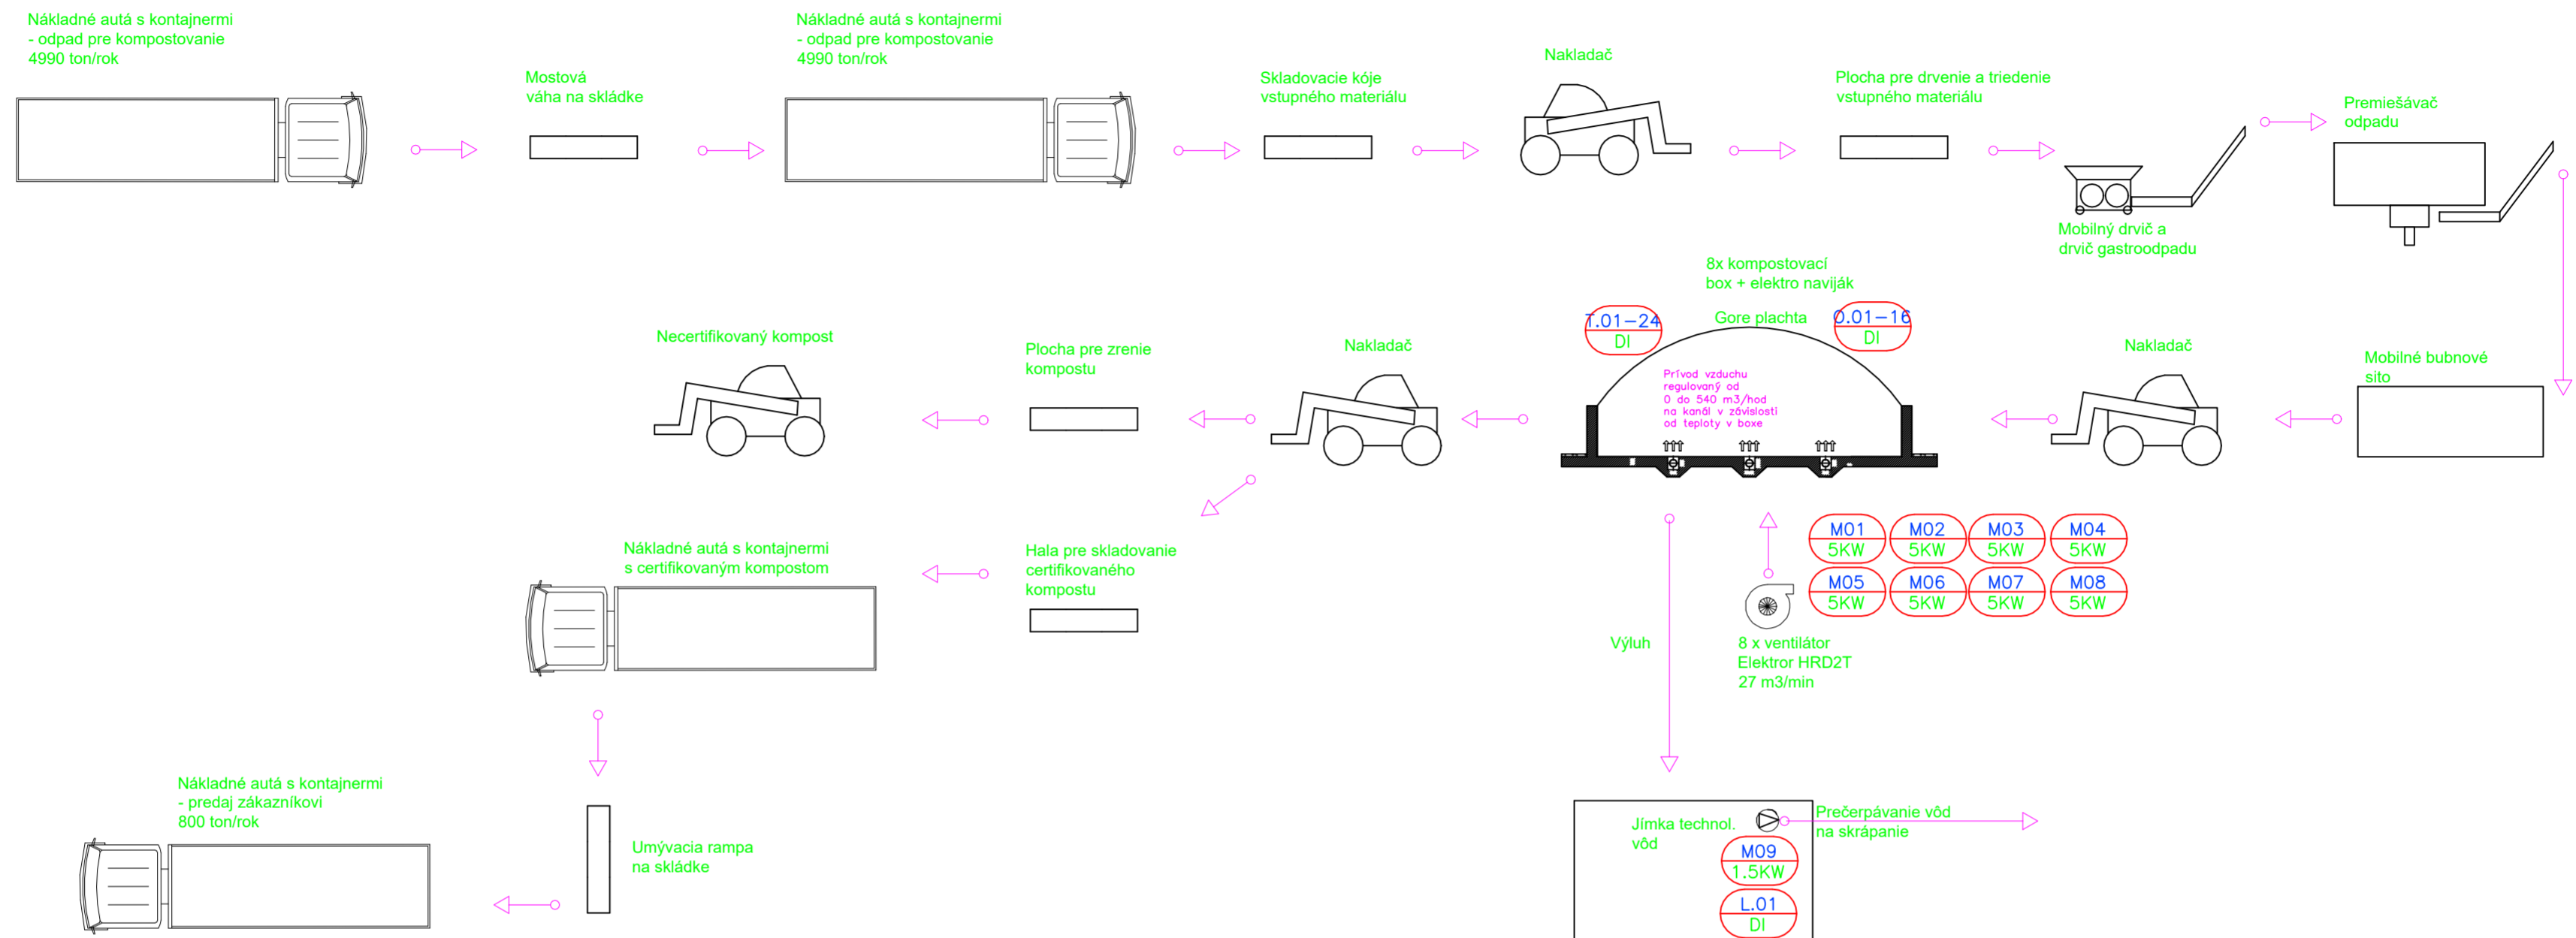 Nákladné autá s kontajnermi
- odpad pre kompostovanie
4990 ton/rok
Mostová
váha na skládke
Nákladné autá s kontajnermi
- odpad pre kompostovanie
4990 ton/rok
Skladovacie kóje
vstupného materiálu
Nakladač
Plocha pre drvenie a triedenie
vstupného materiálu
Mobilný drvič a
drvič gastroodpadu
Premiešávač
odpadu
Necertifikovaný kompost
Plocha pre zrenie
kompostu
Nakladač
8x kompostovací
box + elektro naviják
T.01-24
DI
Gore plachta
O.01-16
DI
Prívod vzduchu
regulovaný od
0 do 540 m3/hod
na kanál v závislosti
od teploty v boxe
Nakladač
Mobilné bubnové
sito
Nákladné autá s kontajnermi
s certifikovaným kompostom
Hala pre skladovanie
certifikovaného
kompostu
M01
5KW
M02
5KW
M03
5KW
M04
5KW
M05
5KW
M06
5KW
M07
5KW
M08
5KW
Výluh
8 x ventilátor
Elektror HRD2T
27 m3/min
Nákladné autá s kontajnermi
- predaj zákazníkovi
800 ton/rok
Umývacia rampa
na skládke
Jímka technol.
vôd
Prečerpávanie vôd
na skrápanie
M09
1.5KW
L.01
DI